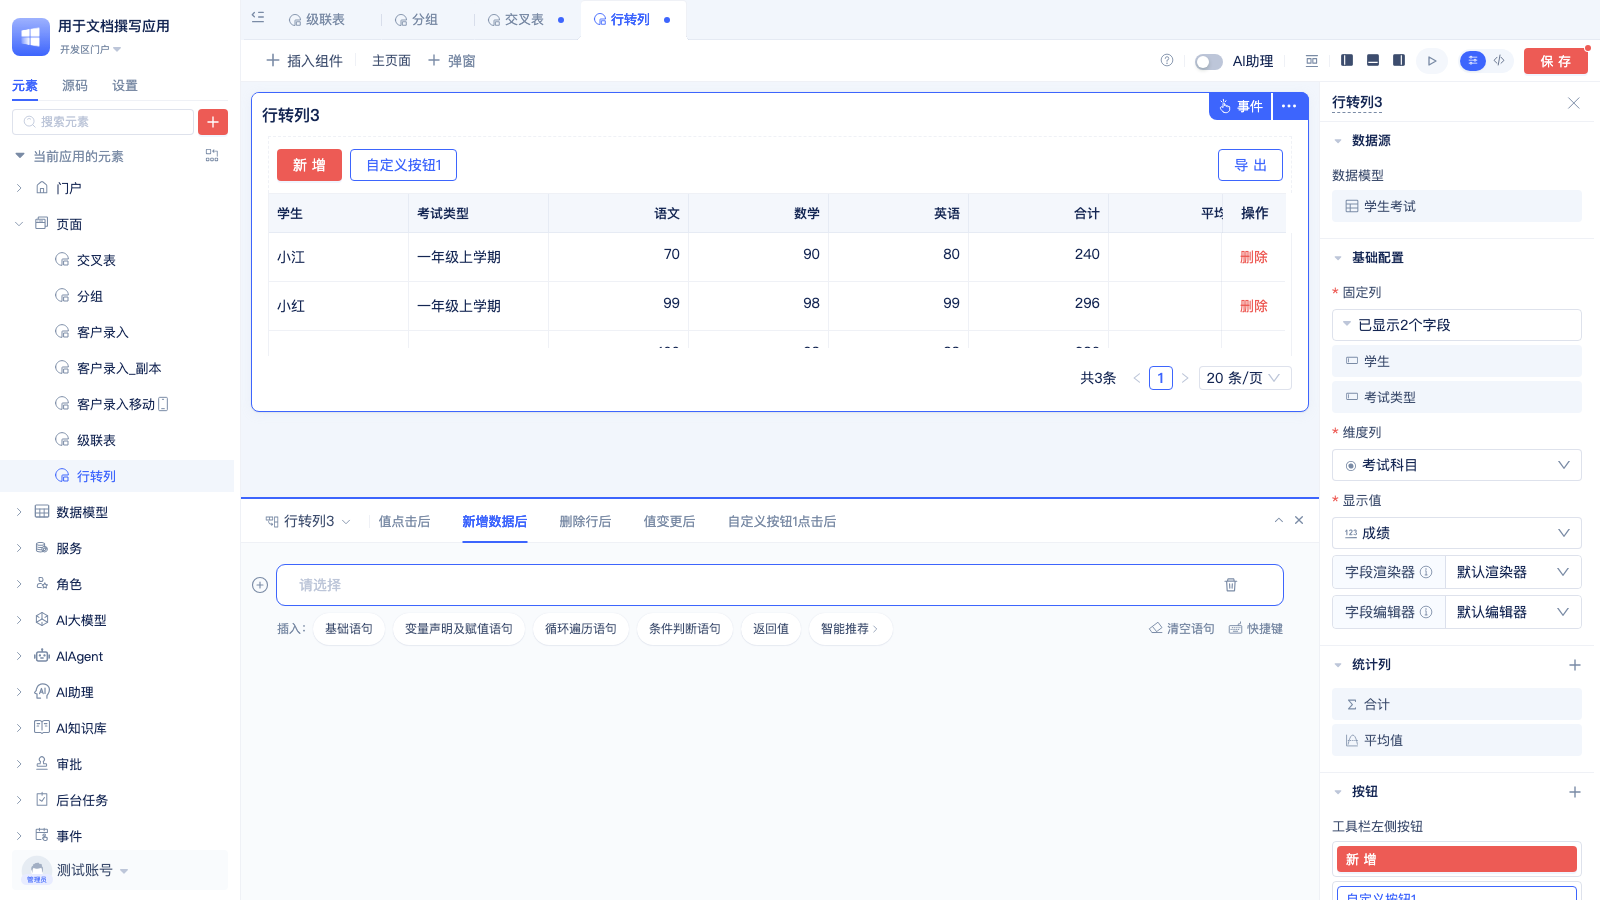 用于文档撰写应用
开发区门户
元素 源码 设置
搜索元素
当前应用的元素
门户
页面
交叉表
分组
客户录入
客户录入_副本
客户录入移动
级联表
行转列
数据模型
服务
角色
AI大模型
AIAgent
AI助理
AI知识库
审批
后台任务
事件
测试账号
管理员
级联表 分组 交叉表 行转列
插入组件 主页面 弹窗
AI助理
保 存
行转列3
事件
新 增 自定义按钮1 导 出
学生 考试类型 语文 数学 英语 合计 平均 操作
小江 一年级上学期 70 90 80 240 删除
小红 一年级上学期 99 98 99 296 删除
共3条 1 20 条/页
行转列3 值点击后 新增数据后 删除行后 值变更后 自定义按钮1点击后
请选择
插入: 基础语句 变量声明及赋值语句 循环遍历语句 条件判断语句 返回值 智能推荐 清空语句 快捷键
行转列3
数据源
数据模型
学生考试
基础配置
* 固定列
已显示2个字段
学生
考试类型
* 维度列
考试科目
* 显示值
123 成绩
字段渲染器 默认渲染器
字段编辑器 默认编辑器
统计列
合计
平均值
按钮
工具栏左侧按钮
新 增
自定义按钮1